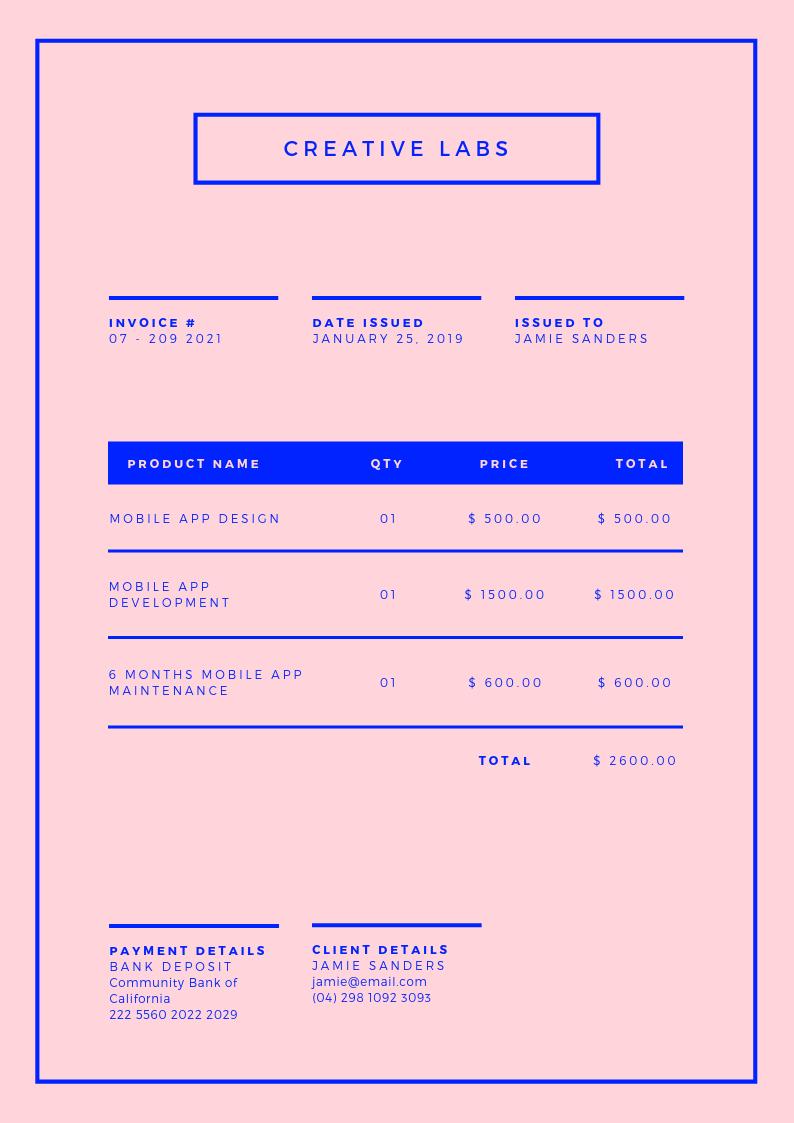 CREATIVE LABS
INVOICE #
07 - 209 2021
DATE ISSUED
JANUARY 25, 2019
ISSUED TO
JAMIE SANDERS
PRODUCT NAME QTY PRICE TOTAL
MOBILE APP DESIGN 01 $ 500.00 $ 500.00
MOBILE APP
DEVELOPMENT 01 $ 1500.00 $ 1500.00
6 MONTHS MOBILE APP
MAINTENANCE 01 $ 600.00 $ 600.00
TOTAL $ 2600.00
PAYMENT DETAILS
BANK DEPOSIT
Community Bank of
California
222 5560 2022 2029
CLIENT DETAILS
JAMIE SANDERS
jamie@email.com
(04) 298 1092 3093